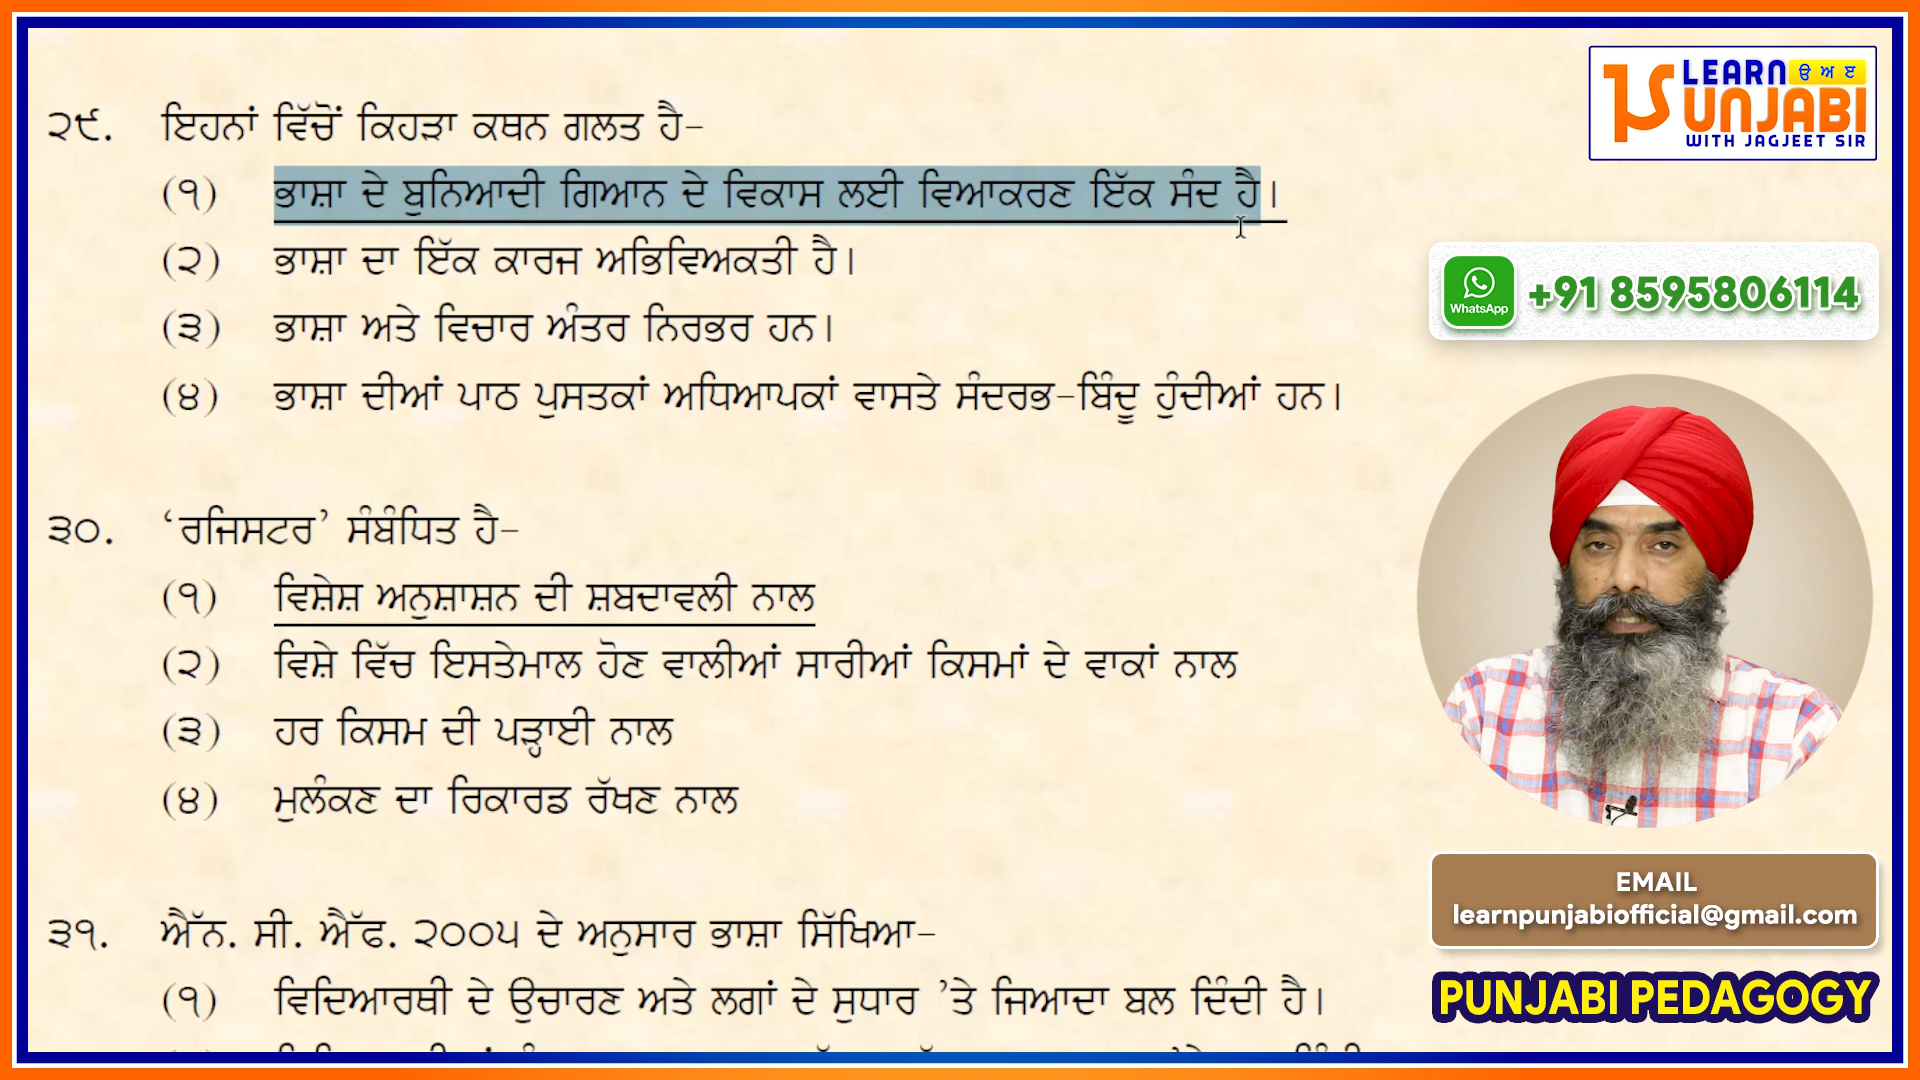 ੨੯. ਇਹਨਾਂ ਵਿੱਚੋਂ ਕਿਹੜਾ ਕਥਨ ਗਲਤ ਹੈ-
(੧) ਭਾਸ਼ਾ ਦੇ ਬੁਨਿਆਦੀ ਗਿਆਨ ਦੇ ਵਿਕਾਸ ਲਈ ਵਿਆਕਰਣ ਇੱਕ ਸੰਦ ਹੈ।
(੨) ਭਾਸ਼ਾ ਦਾ ਇੱਕ ਕਾਰਜ ਅਭਿਵਿਅਕਤੀ ਹੈ।
(੩) ਭਾਸ਼ਾ ਅਤੇ ਵਿਚਾਰ ਅੰਤਰ ਨਿਰਭਰ ਹਨ।
(੪) ਭਾਸ਼ਾ ਦੀਆਂ ਪਾਠ ਪੁਸਤਕਾਂ ਅਧਿਆਪਕਾਂ ਵਾਸਤੇ ਸੰਦਰਭ-ਬਿੰਦੂ ਹੁੰਦੀਆਂ ਹਨ।
੩੦. ‘ਰਜਿਸਟਰ’ ਸੰਬੰਧਿਤ ਹੈ-
(੧) ਵਿਸ਼ੇਸ਼ ਅਨੁਸ਼ਾਸ਼ਨ ਦੀ ਸ਼ਬਦਾਵਲੀ ਨਾਲ
(੨) ਵਿਸ਼ੇ ਵਿੱਚ ਇਸਤੇਮਾਲ ਹੋਣ ਵਾਲੀਆਂ ਸਾਰੀਆਂ ਕਿਸਮਾਂ ਦੇ ਵਾਕਾਂ ਨਾਲ
(੩) ਹਰ ਕਿਸਮ ਦੀ ਪੜ੍ਹਾਈ ਨਾਲ
(੪) ਮੁਲੰਕਣ ਦਾ ਰਿਕਾਰਡ ਰੱਖਣ ਨਾਲ
੩੧. ਐੱਨ. ਸੀ. ਐੱਫ. ੨੦੦੫ ਦੇ ਅਨੁਸਾਰ ਭਾਸ਼ਾ ਸਿੱਖਿਆ-
(੧) ਵਿਦਿਆਰਥੀ ਦੇ ਉਚਾਰਣ ਅਤੇ ਲਗਾਂ ਦੇ ਸੁਧਾਰ ’ਤੇ ਜਿਆਦਾ ਬਲ ਦਿੰਦੀ ਹੈ।
LEARN ੳ ਅ ੲ
PUNJABI
WITH JAGJEET SIR
WhatsApp +91 8595806114
EMAIL
learnpunjabiofficial@gmail.com
PUNJABI PEDAGOGY